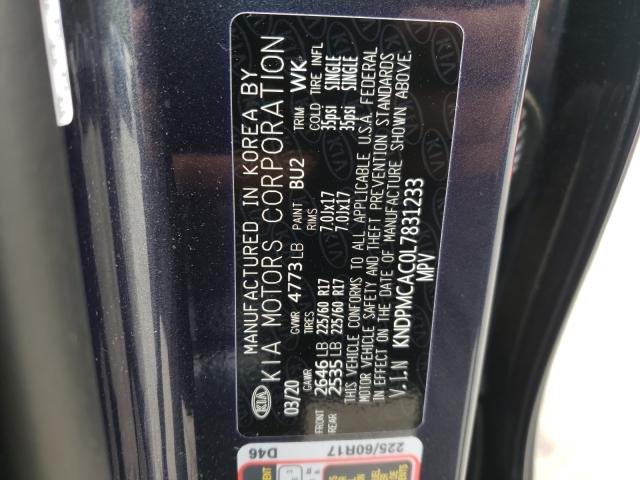 MANUFACTURED IN KOREA BY
KIA KIA MOTORS CORPORATION
03/20 GVWR 4773LB PAINT BU2 TRIM WK
GAWR TIRES RIMS COLD TIRE INFL
FRONT 2646LB 225/60 R17 7.0Jx17 35psi SINGLE
REAR 2535LB 225/60 R17 7.0Jx17 35psi SINGLE
THIS VEHICLE CONFORMS TO ALL APPLICABLE U.S.A. FEDERAL
MOTOR VEHICLE SAFETY AND THEFT PREVENTION STANDARDS
IN EFFECT ON THE DATE OF MANUFACTURE SHOWN ABOVE.
V.I.N KNDPMCAC0L7831233
MPV
D46
225/60R17